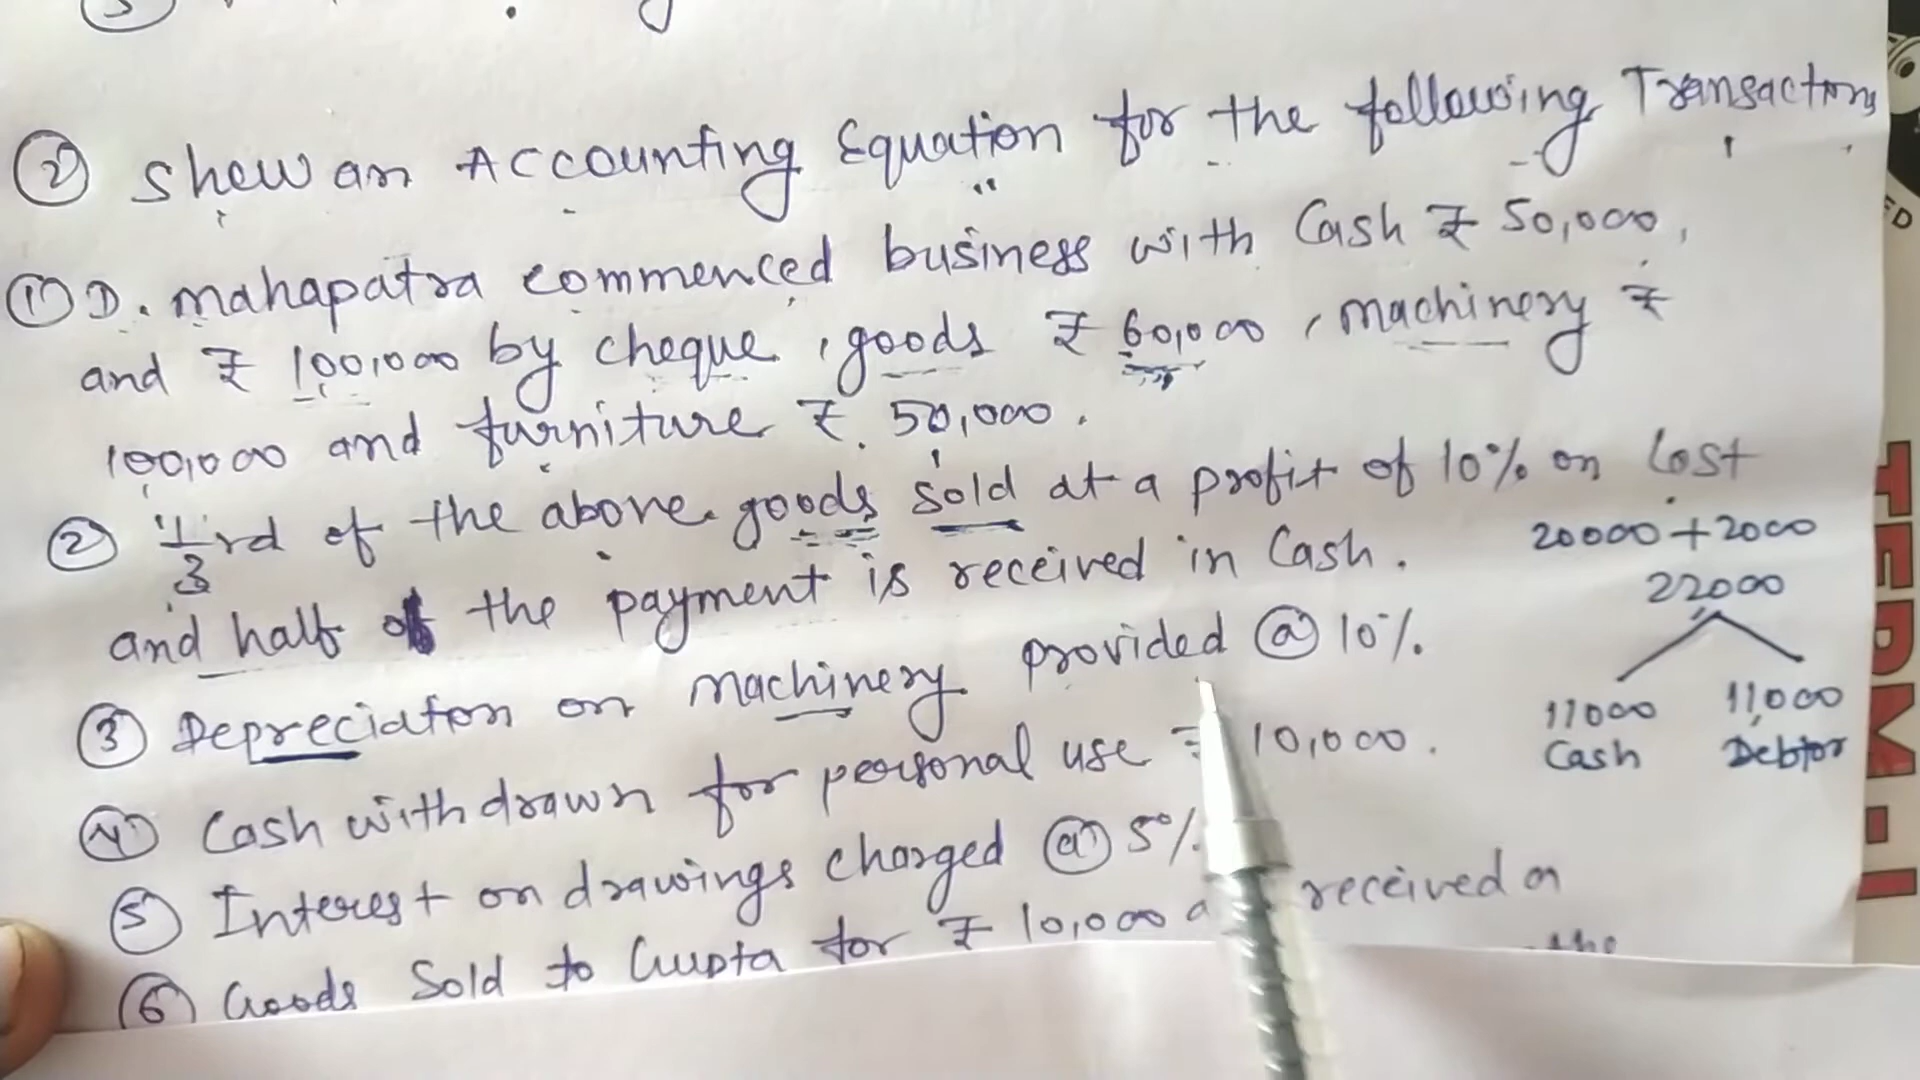 ② Show an Accounting Equation for the following Transactions
① D. Mahapatra commenced business with Cash ₹ 50,000,
and ₹ 100,000 by cheque, goods ₹ 60,000, machinery ₹
100,000 and furniture ₹ 50,000.
② 1/3 rd of the above goods sold at a profit of 10% on Cost
and half of the payment is received in Cash.
20000 + 2000
22000
11000 11,000
Cash Debtor
③ Depreciation on machinery provided @ 10%.
④ Cash withdrawn for personal use ₹ 10,000.
⑤ Interest on drawings charged @ 5%.
⑥ Goods Sold to Gupta for ₹ 10,000 received
the
TERM-I
ED